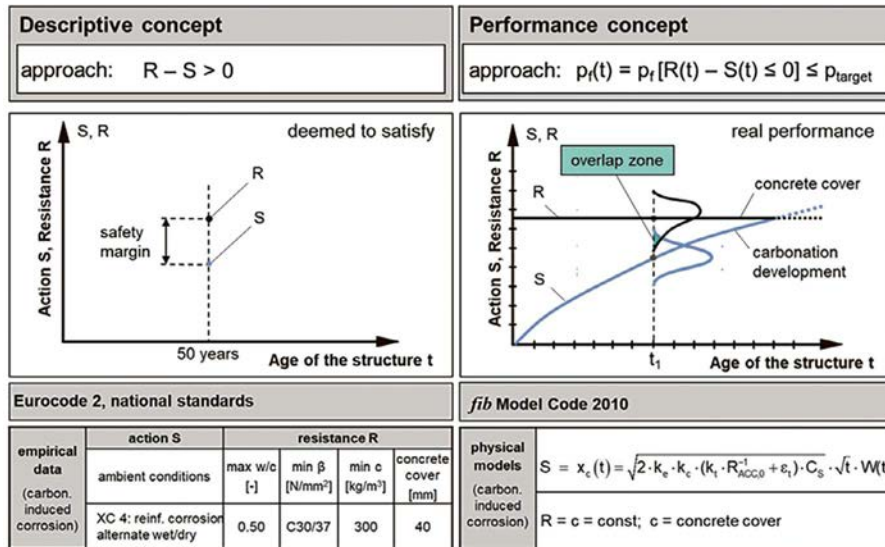 Descriptive concept
approach: R – S > 0
Performance concept
approach: pf(t) = pf [R(t) – S(t) ≤ 0] ≤ ptarget
S, R
deemed to satisfy
Action S, Resistance R
R
S
safety
margin
50 years
Age of the structure t
S, R
real performance
Action S, Resistance R
overlap zone
R
concrete cover
S
carbonation
development
t1
Age of the structure t
Eurocode 2, national standards
empirical
data
(carbon.
induced
corrosion)
action S
resistance R
ambient conditions
max w/c
[-]
min β
[N/mm²]
min c
[kg/m³]
concrete
cover
[mm]
XC 4: reinf. corrosion
alternate wet/dry
0.50
C30/37
300
40
fib Model Code 2010
physical
models
(carbon.
induced
corrosion)
S = xc (t) = √2·ke·kc·(kt·R⁻¹ACC,0 + εt)·CS · √t · W(t
R = c = const; c = concrete cover